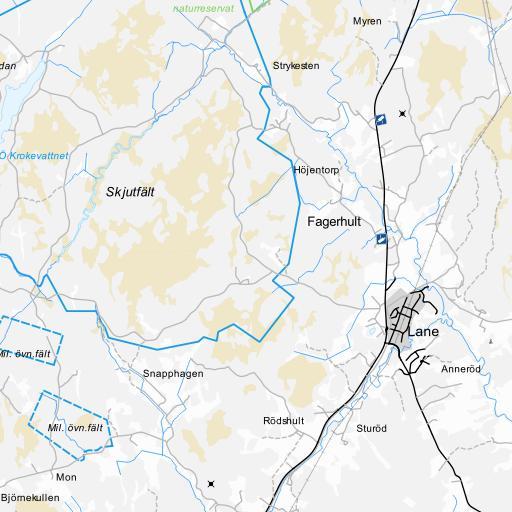 naturreservat
Myren
Strykesten
dan
O Krokevattnet
Höjentorp
Skjutfält
Fagerhult
Lane
Mil. övn.fält
Anneröd
Snapphagen
Rödshult
Sturöd
Mil. övn.fält
Mon
Björnekullen